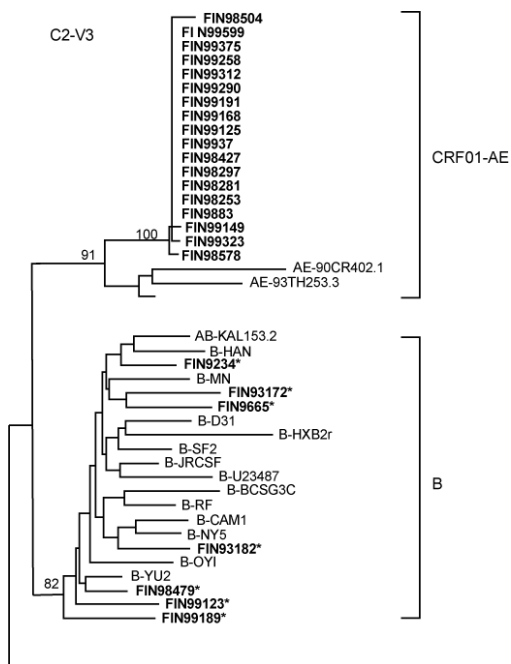 FIN98504
C2-V3
FI N99599
FIN99375
FIN99258
FIN99312
FIN99290
FIN99191
FIN99168
FIN99125
FIN9937
CRF01-AE
FIN98427
FIN98297
FIN98281
FIN98253
FIN9883
FIN99149
100
FIN99323
FIN98578
91
AE-90CR402.1
AE-93TH253.3
AB-KAL153.2
B-HAN
FIN9234*
B-MN
FIN93172*
FIN9665*
B-D31
B-HXB2r
B-SF2
B-JRCSF
B-U23487
B
B-BCSG3C
B-RF
B-CAM1
B-NY5
FIN93182*
B-OYI
B-YU2
82
FIN98479*
FIN99123*
FIN99189*